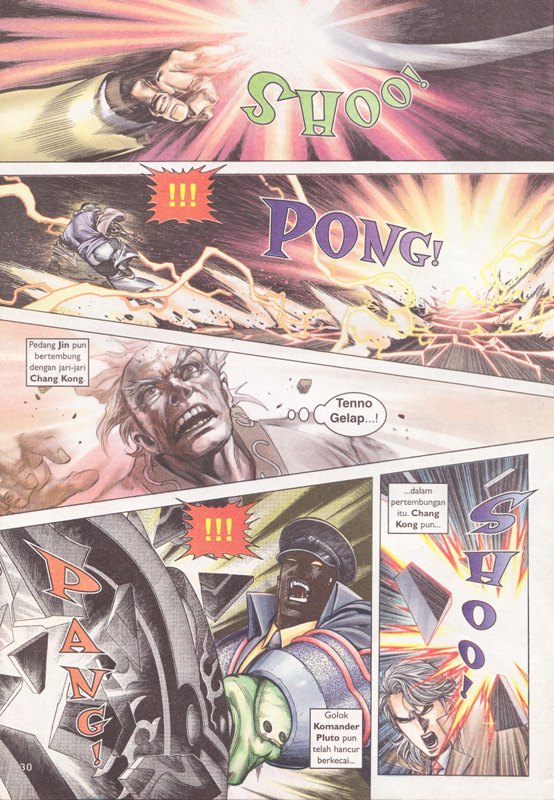 SHOO!
!!!
PONG!
Pedang Jin pun
bertembung
dengan jari-jari
Chang Kong.
Tenno
Gelap...!
PANG!
!!!
Golok
Komander
Pluto pun
telah hancur
berkecai...
...dalam
pertembungan
itu. Chang
Kong pun...
SHOO!
30